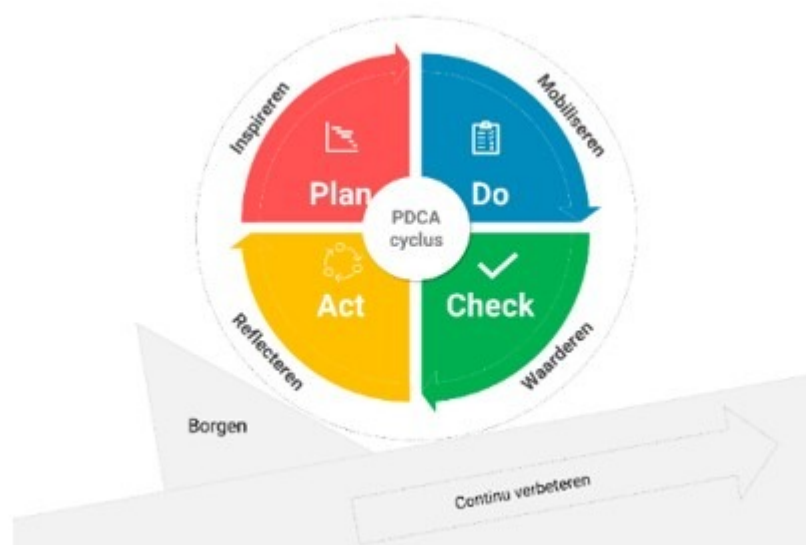 Inspireren
Mobiliseren
Plan
Do
PDCA
cyclus
Act
Check
Reflecteren
Waarderen
Borgen
Continu verbeteren